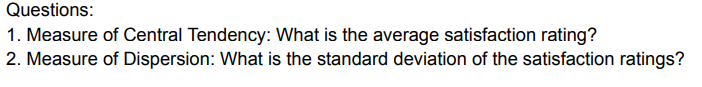 Questions:
1. Measure of Central Tendency: What is the average satisfaction rating?
2. Measure of Dispersion: What is the standard deviation of the satisfaction ratings?